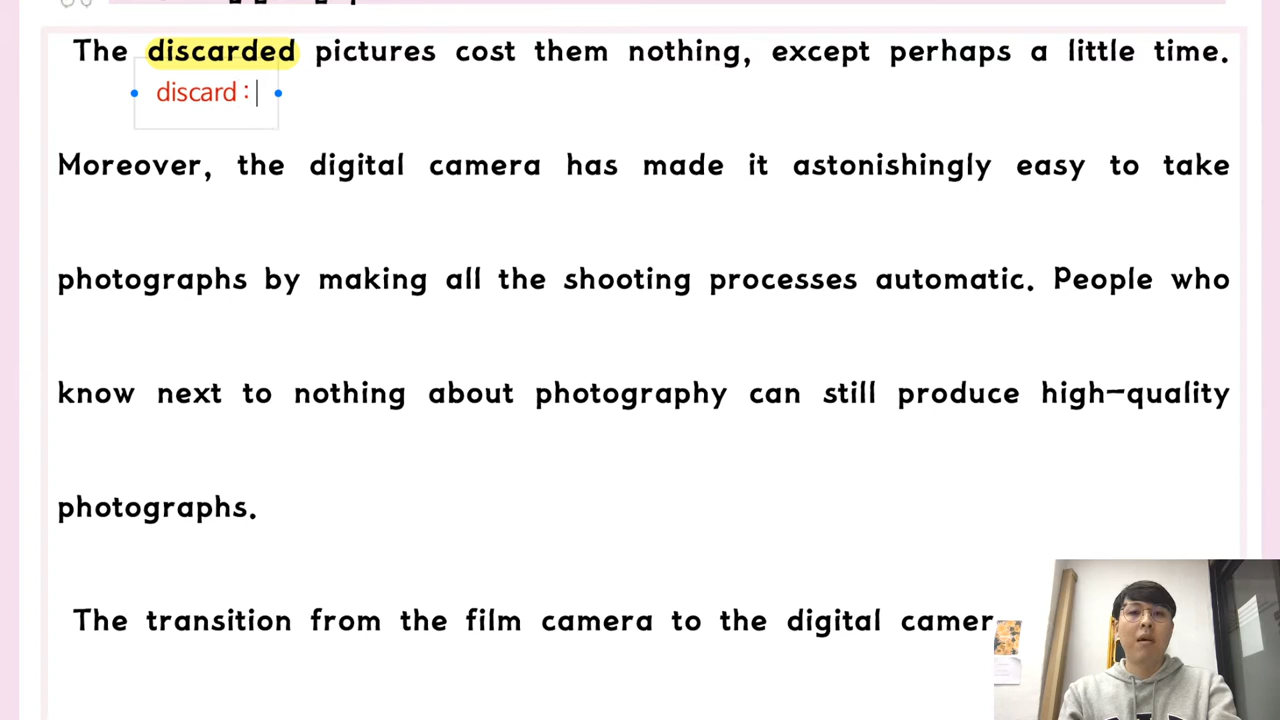 The discarded pictures cost them nothing, except perhaps a little time.
discard :
Moreover, the digital camera has made it astonishingly easy to take
photographs by making all the shooting processes automatic. People who
know next to nothing about photography can still produce high-quality
photographs.
The transition from the film camera to the digital camer